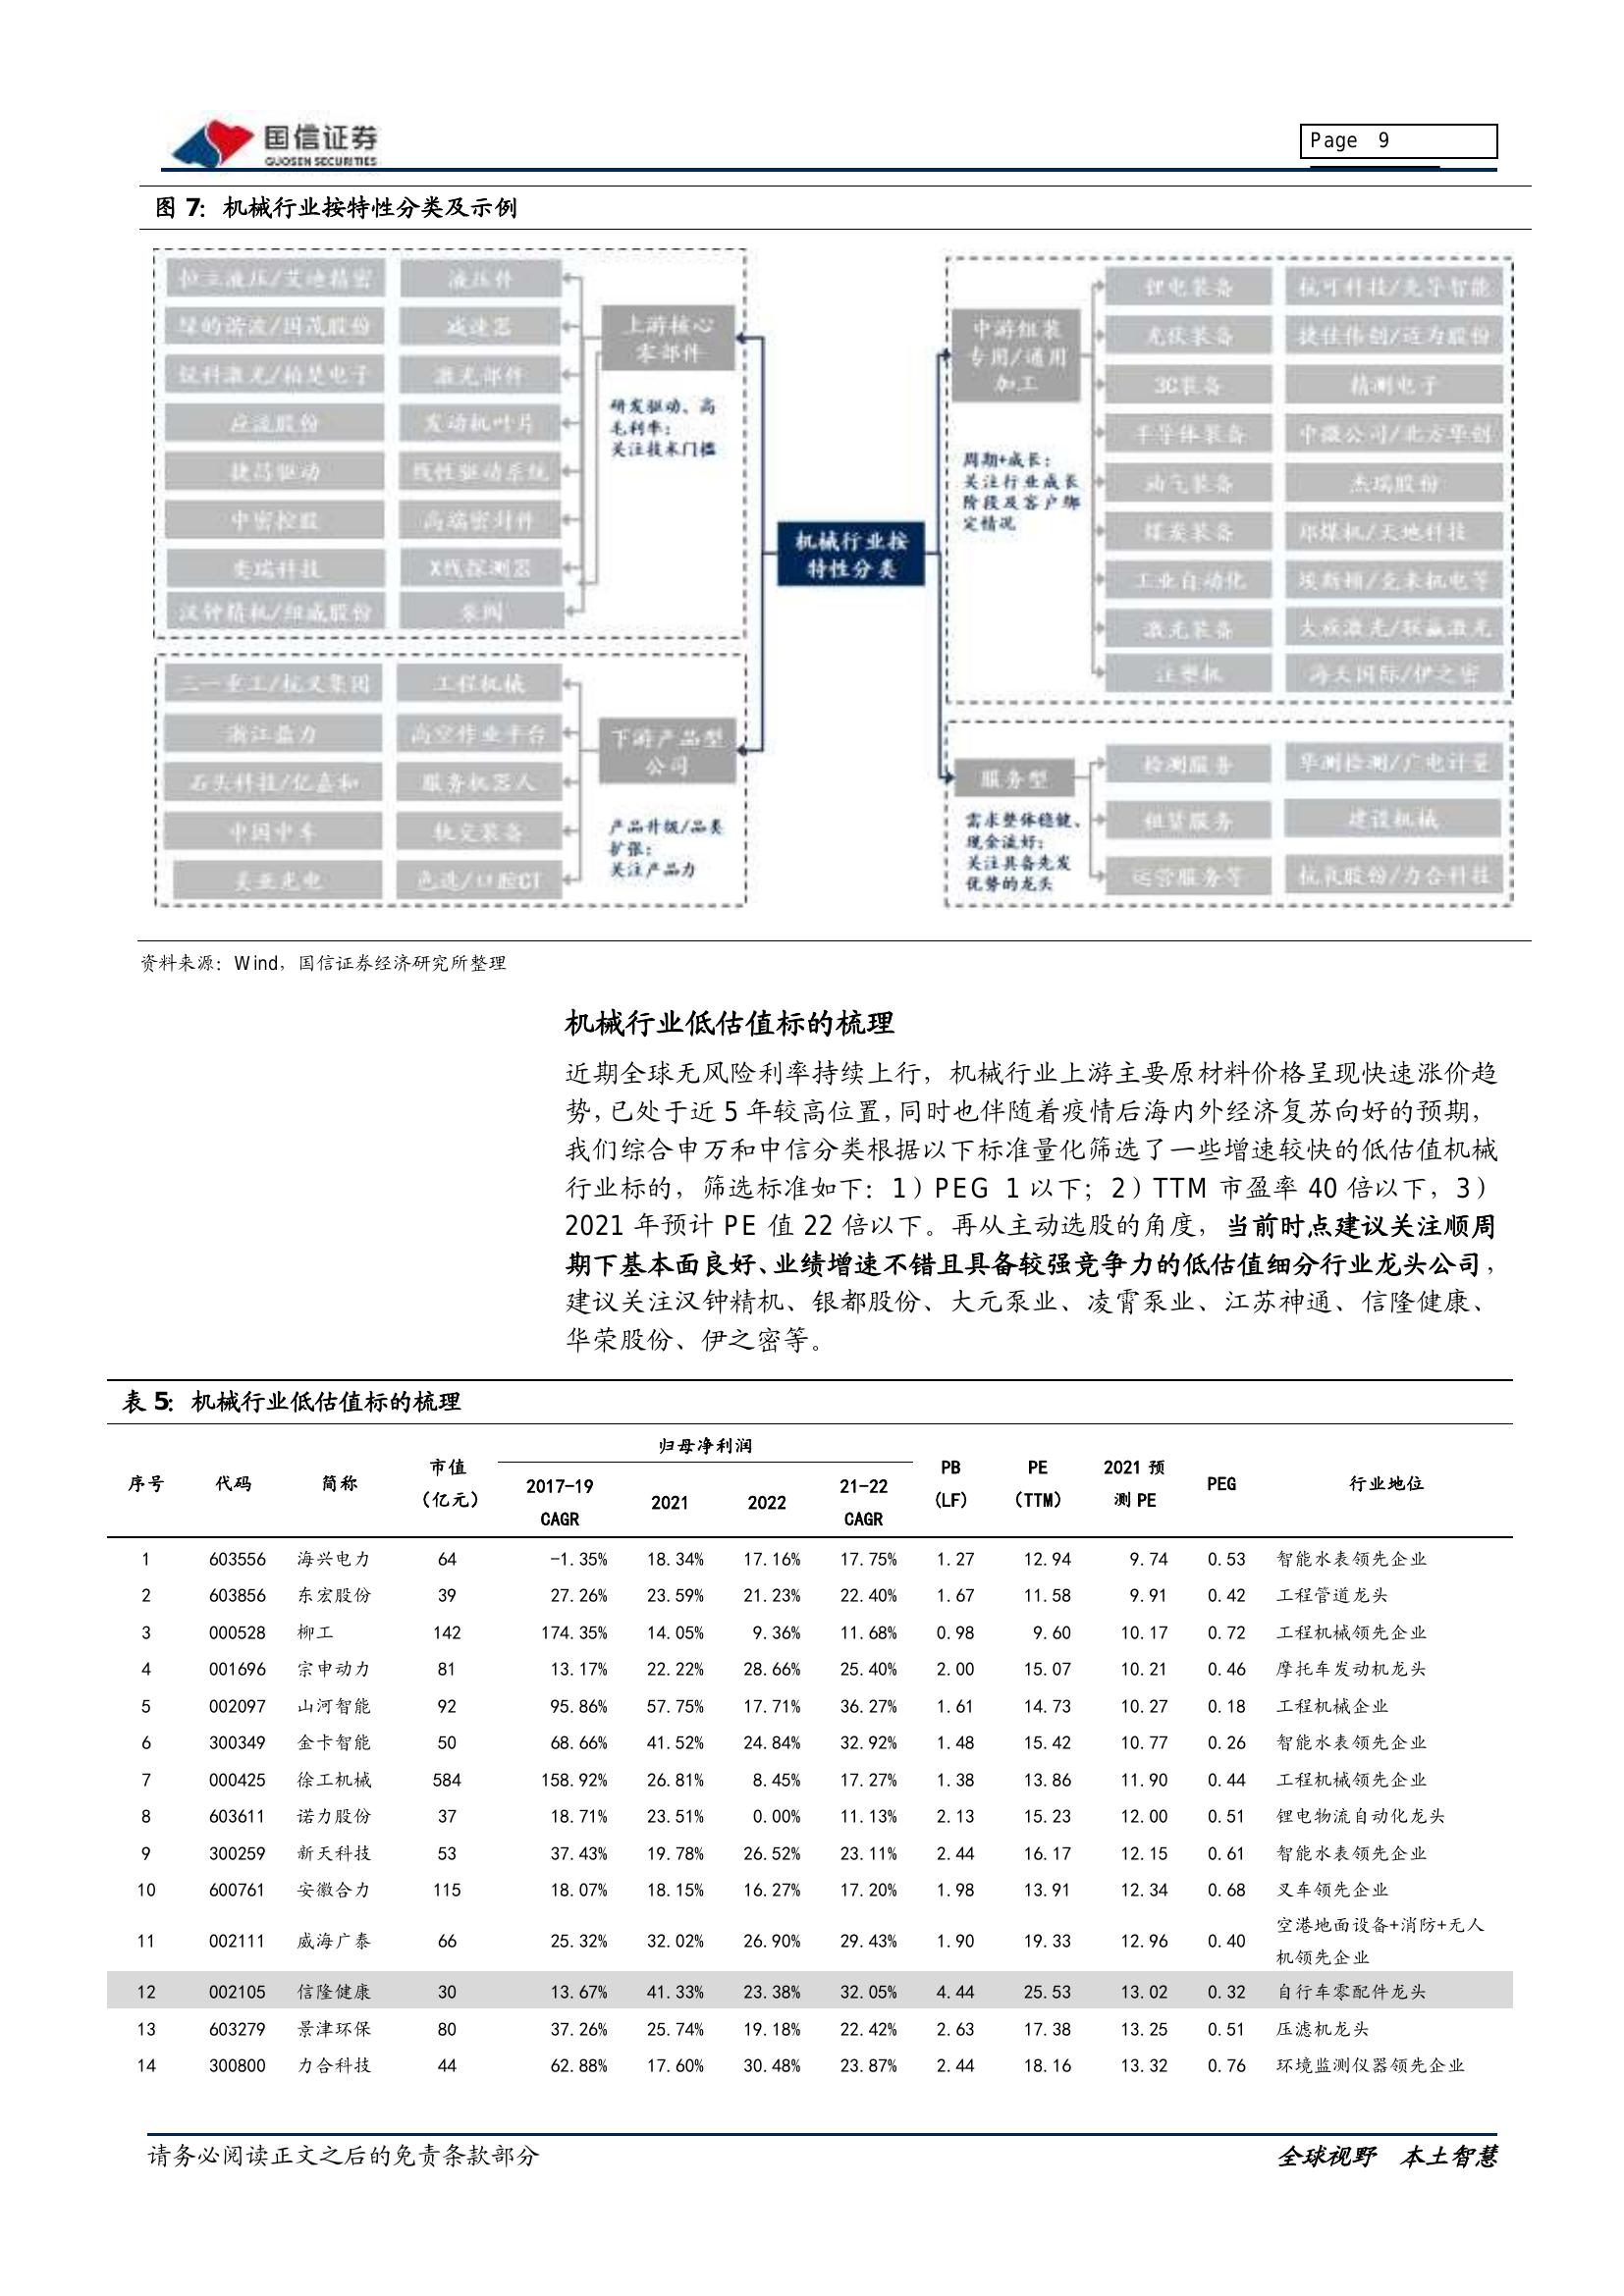 国信证券
GUOSEN SECURITIES
Page 9
图 7：机械行业按特性分类及示例
恒立液压/艾迪精密 液压件
绿的谐波/国茂股份 减速器
锐科激光/柏楚电子 激光部件
应流股份 发动机叶片
捷昌驱动 线性驱动系统
中密控股 高端密封件
奕瑞科技 X线探测器
汉钟精机/纽威股份 泵阀
上游核心
零部件
研发驱动、高
毛利率；
关注技术门槛
三一重工/杭叉集团 工程机械
浙江鼎力 高空作业平台
石头科技/亿嘉和 服务机器人
中国中车 轨交装备
美亚光电 色选/口腔CT
下游产品型
公司
产品升级/品类
扩张；
关注产品力
机械行业按
特性分类
中游组装
专用/通用
加工
周期+成长；
关注行业成长
阶段及客户绑
定情况
锂电装备 杭可科技/先导智能
光伏装备 捷佳伟创/迈为股份
3C装备 精测电子
半导体装备 中微公司/北方华创
油气装备 杰瑞股份
煤炭装备 郑煤机/天地科技
工业自动化 埃斯顿/克来机电等
激光装备 大族激光/联赢激光
注塑机 海天国际/伊之密
服务型
需求整体稳健、
现金流好；
关注具备先发
优势的龙头
检测服务 华测检测/广电计量
租赁服务 建设机械
运营服务等 杭氧股份/力合科技
资料来源：Wind，国信证券经济研究所整理
机械行业低估值标的梳理
近期全球无风险利率持续上行，机械行业上游主要原材料价格呈现快速涨价趋
势，已处于近 5 年较高位置，同时也伴随着疫情后海内外经济复苏向好的预期，
我们综合申万和中信分类根据以下标准量化筛选了一些增速较快的低估值机械
行业标的，筛选标准如下：1）PEG 1 以下；2）TTM 市盈率 40 倍以下，3）
2021 年预计 PE 值 22 倍以下。再从主动选股的角度，当前时点建议关注顺周
期下基本面良好、业绩增速不错且具备较强竞争力的低估值细分行业龙头公司，
建议关注汉钟精机、银都股份、大元泵业、凌霄泵业、江苏神通、信隆健康、
华荣股份、伊之密等。
表 5：机械行业低估值标的梳理
序号 代码 简称 市值（亿元） 归母净利润 2017-19 CAGR 2021 2022 21-22 CAGR PB (LF) PE （TTM） 2021 预测 PE PEG 行业地位
1 603556 海兴电力 64 -1.35% 18.34% 17.16% 17.75% 1.27 12.94 9.74 0.53 智能水表领先企业
2 603856 东宏股份 39 27.26% 23.59% 21.23% 22.40% 1.67 11.58 9.91 0.42 工程管道龙头
3 000528 柳工 142 174.35% 14.05% 9.36% 11.68% 0.98 9.60 10.17 0.72 工程机械领先企业
4 001696 宗申动力 81 13.17% 22.22% 28.66% 25.40% 2.00 15.07 10.21 0.46 摩托车发动机龙头
5 002097 山河智能 92 95.86% 57.75% 17.71% 36.27% 1.61 14.73 10.27 0.18 工程机械企业
6 300349 金卡智能 50 68.66% 41.52% 24.84% 32.92% 1.48 15.42 10.77 0.26 智能水表领先企业
7 000425 徐工机械 584 158.92% 26.81% 8.45% 17.27% 1.38 13.86 11.90 0.44 工程机械领先企业
8 603611 诺力股份 37 18.71% 23.51% 0.00% 11.13% 2.13 15.23 12.00 0.51 锂电物流自动化龙头
9 300259 新天科技 53 37.43% 19.78% 26.52% 23.11% 2.44 16.17 12.15 0.61 智能水表领先企业
10 600761 安徽合力 115 18.07% 18.15% 16.27% 17.20% 1.98 13.91 12.34 0.68 叉车领先企业
11 002111 威海广泰 66 25.32% 32.02% 26.90% 29.43% 1.90 19.33 12.96 0.40 空港地面设备+消防+无人
机领先企业
12 002105 信隆健康 30 13.67% 41.33% 23.38% 32.05% 4.44 25.53 13.02 0.32 自行车零配件龙头
13 603279 景津环保 80 37.26% 25.74% 19.18% 22.42% 2.63 17.38 13.25 0.51 压滤机龙头
14 300800 力合科技 44 62.88% 17.60% 30.48% 23.87% 2.44 18.16 13.32 0.76 环境监测仪器领先企业
请务必阅读正文之后的免责条款部分
全球视野 本土智慧